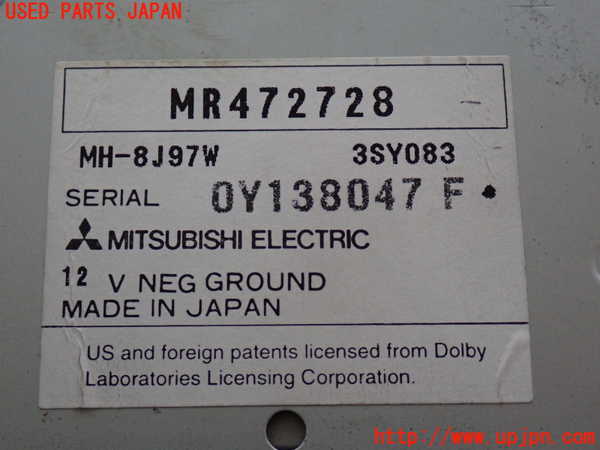 USED PARTS JAPAN
MR472728 -
MH-8J97W 3SY083
SERIAL 0Y138047 F
MITSUBISHI ELECTRIC
12 V NEG GROUND
MADE IN JAPAN
US and foreign patents licensed from Dolby
Laboratories Licensing Corporation.
http://www.upjpn.com/